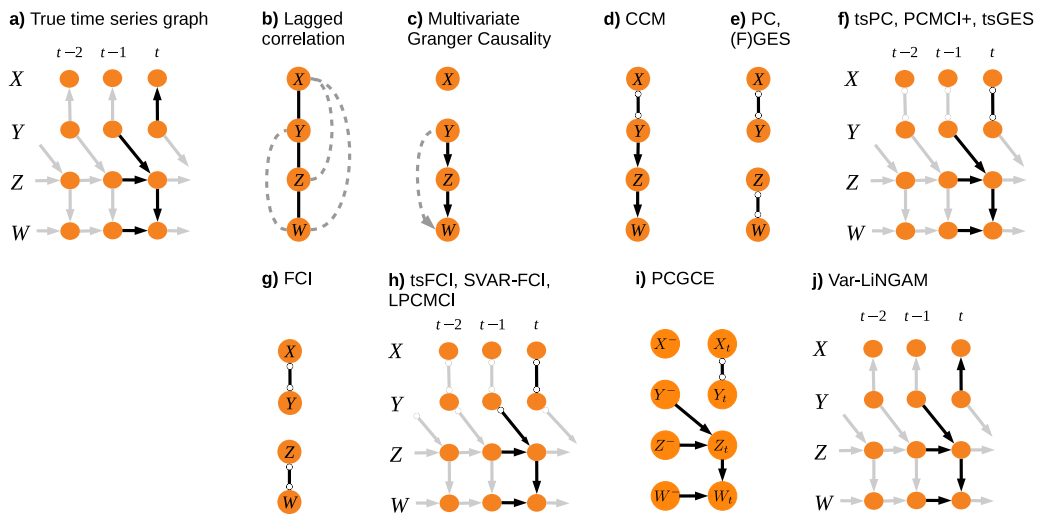 a) True time series graph
t−2 t−1 t
X
Y
Z
W
b) Lagged
correlation
X
Y
Z
W
c) Multivariate
Granger Causality
X
Y
Z
W
d) CCM
X
Y
Z
W
e) PC,
(F)GES
X
Y
Z
W
f) tsPC, PCMCI+, tsGES
t−2 t−1 t
X
Y
Z
W
g) FCI
X
Y
Z
W
h) tsFCI, SVAR-FCI,
LPCMCI
t−2 t−1 t
X
Y
Z
W
i) PCGCE
X⁻ Xₜ
Y⁻ Yₜ
Z⁻ Zₜ
W⁻ Wₜ
j) Var-LiNGAM
t−2 t−1 t
X
Y
Z
W